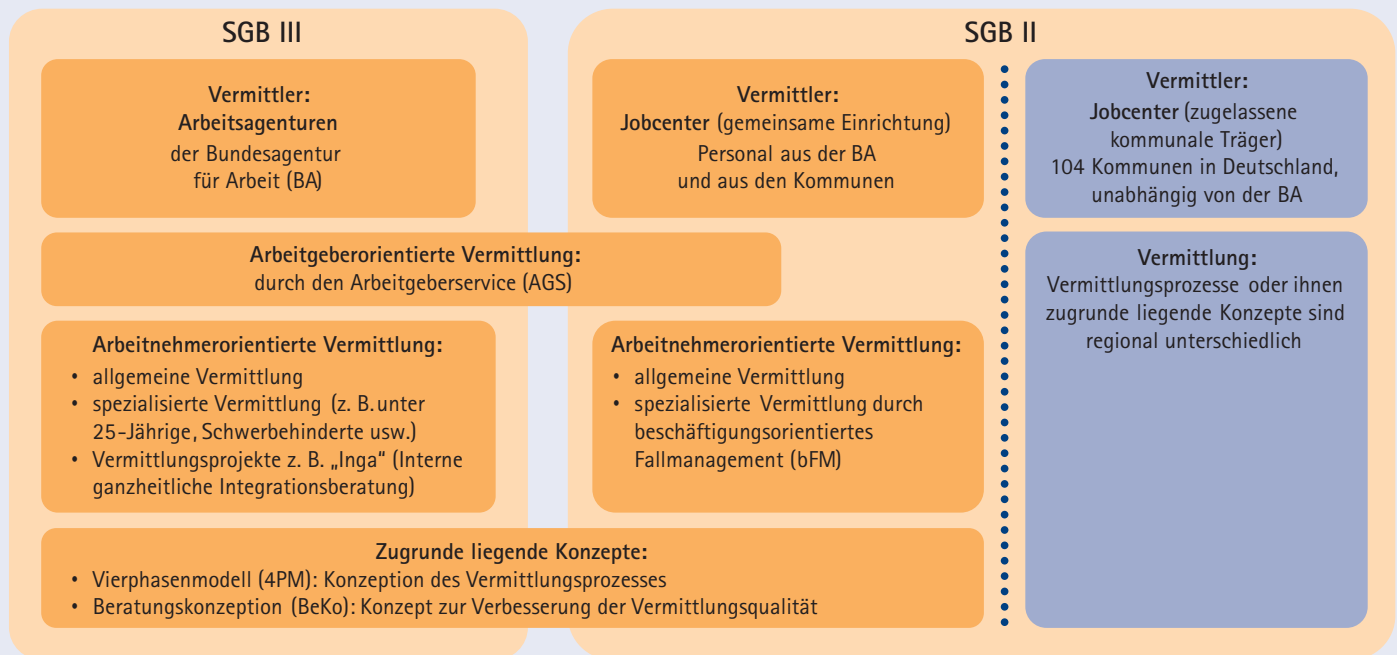 SGB III
SGB II
Vermittler:
Arbeitsagenturen
der Bundesagentur
für Arbeit (BA)
Vermittler:
Jobcenter (gemeinsame Einrichtung)
Personal aus der BA
und aus den Kommunen
Vermittler:
Jobcenter (zugelassene
kommunale Träger)
104 Kommunen in Deutschland,
unabhängig von der BA
Arbeitgeberorientierte Vermittlung:
durch den Arbeitgeberservice (AGS)
Vermittlung:
Vermittlungsprozesse oder ihnen
zugrunde liegende Konzepte sind
regional unterschiedlich
Arbeitnehmerorientierte Vermittlung:
• allgemeine Vermittlung
• spezialisierte Vermittlung (z. B. unter
25-Jährige, Schwerbehinderte usw.)
• Vermittlungsprojekte z. B. „Inga“ (Interne
ganzheitliche Integrationsberatung)
Arbeitnehmerorientierte Vermittlung:
• allgemeine Vermittlung
• spezialisierte Vermittlung durch
beschäftigungsorientiertes
Fallmanagement (bFM)
Zugrunde liegende Konzepte:
• Vierphasenmodell (4PM): Konzeption des Vermittlungsprozesses
• Beratungskonzeption (BeKo): Konzept zur Verbesserung der Vermittlungsqualität